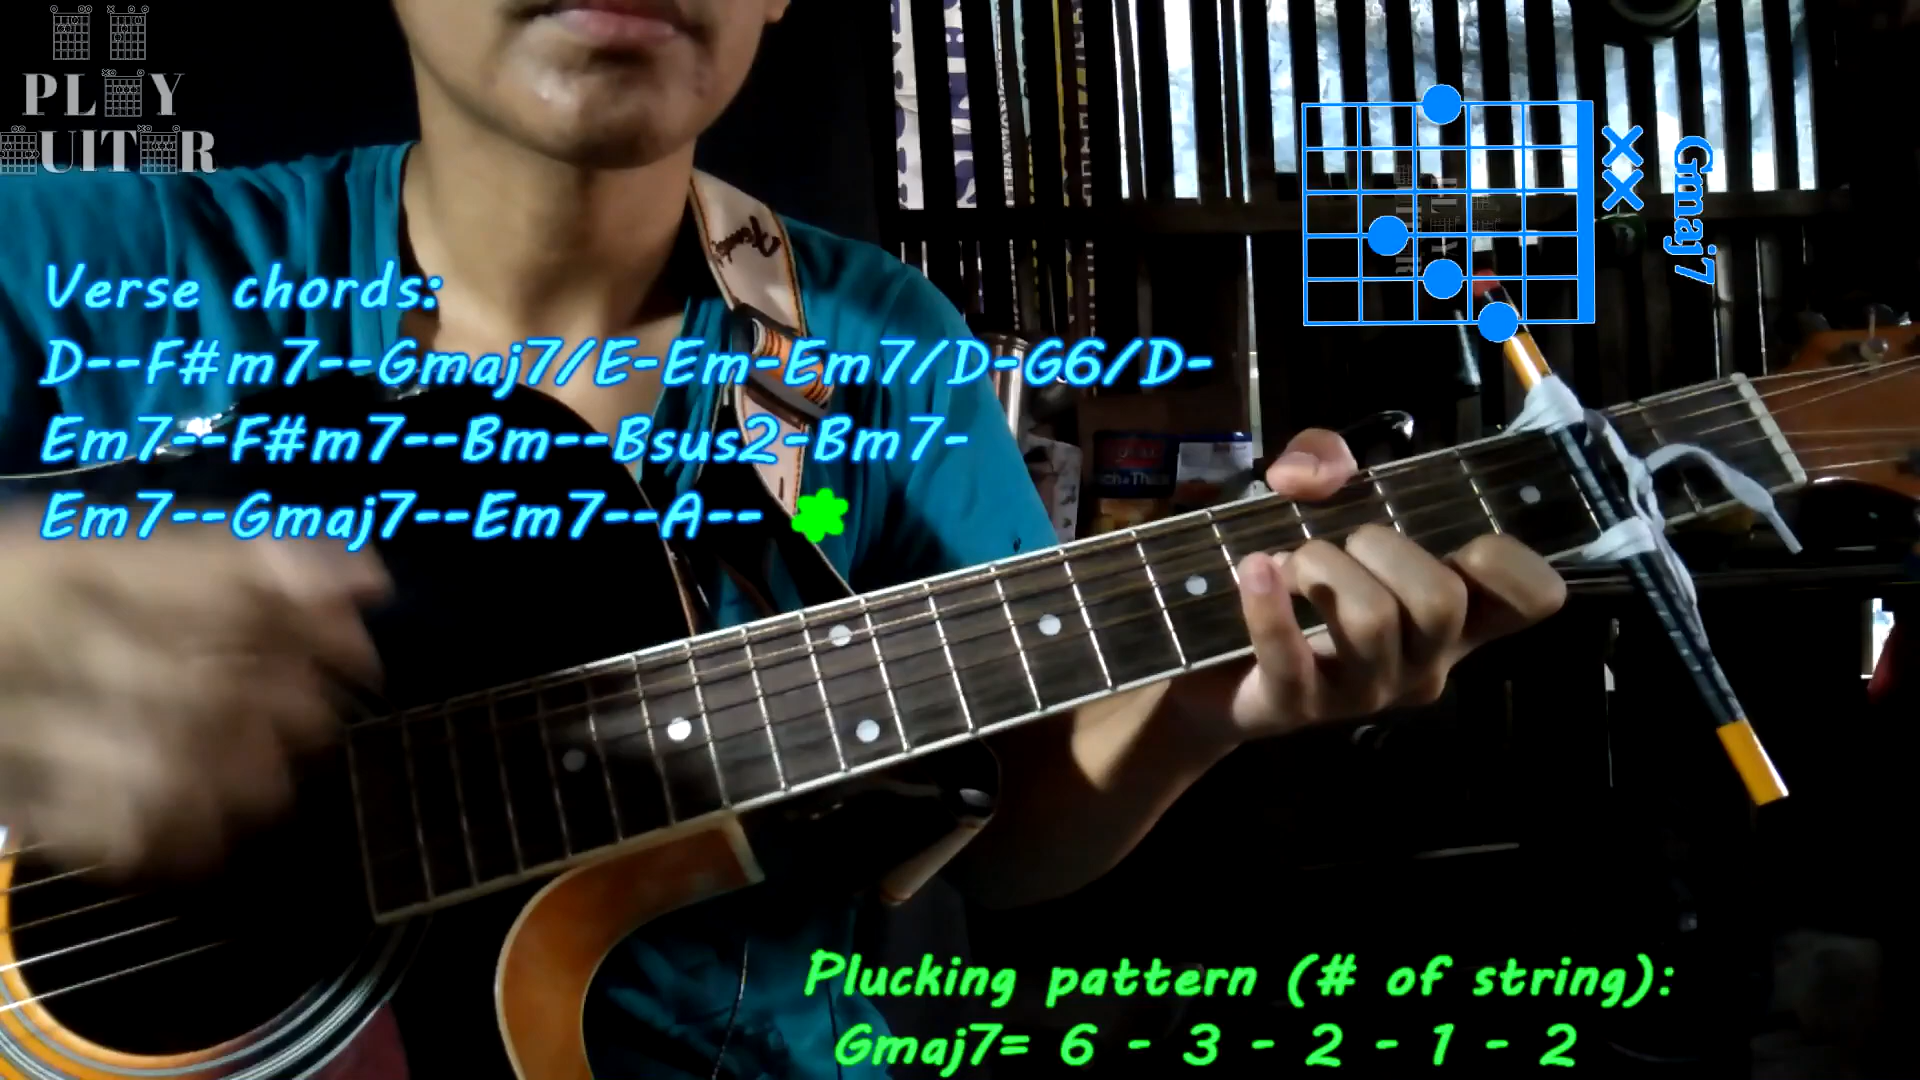 PLAY
GUITAR
Gmaj7
Verse chords:
D--F#m7--Gmaj7/E-Em-Em7/D-G6/D-
Em7--F#m7--Bm--Bsus2-Bm7-
Em7--Gmaj7--Em7--A--
Plucking pattern (# of string):
Gmaj7= 6 - 3 - 2 - 1 - 2